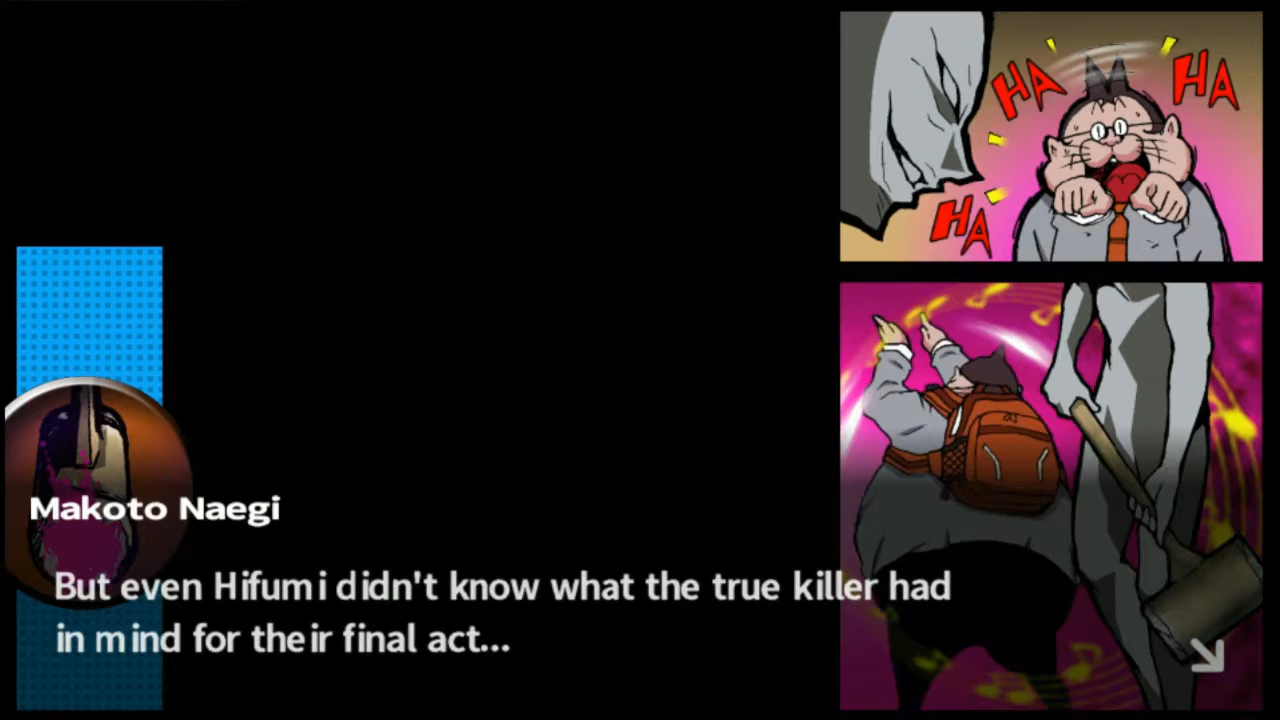 HA HA
HA
Makoto Naegi
But even Hifumi didn't know what the true killer had
in mind for their final act...